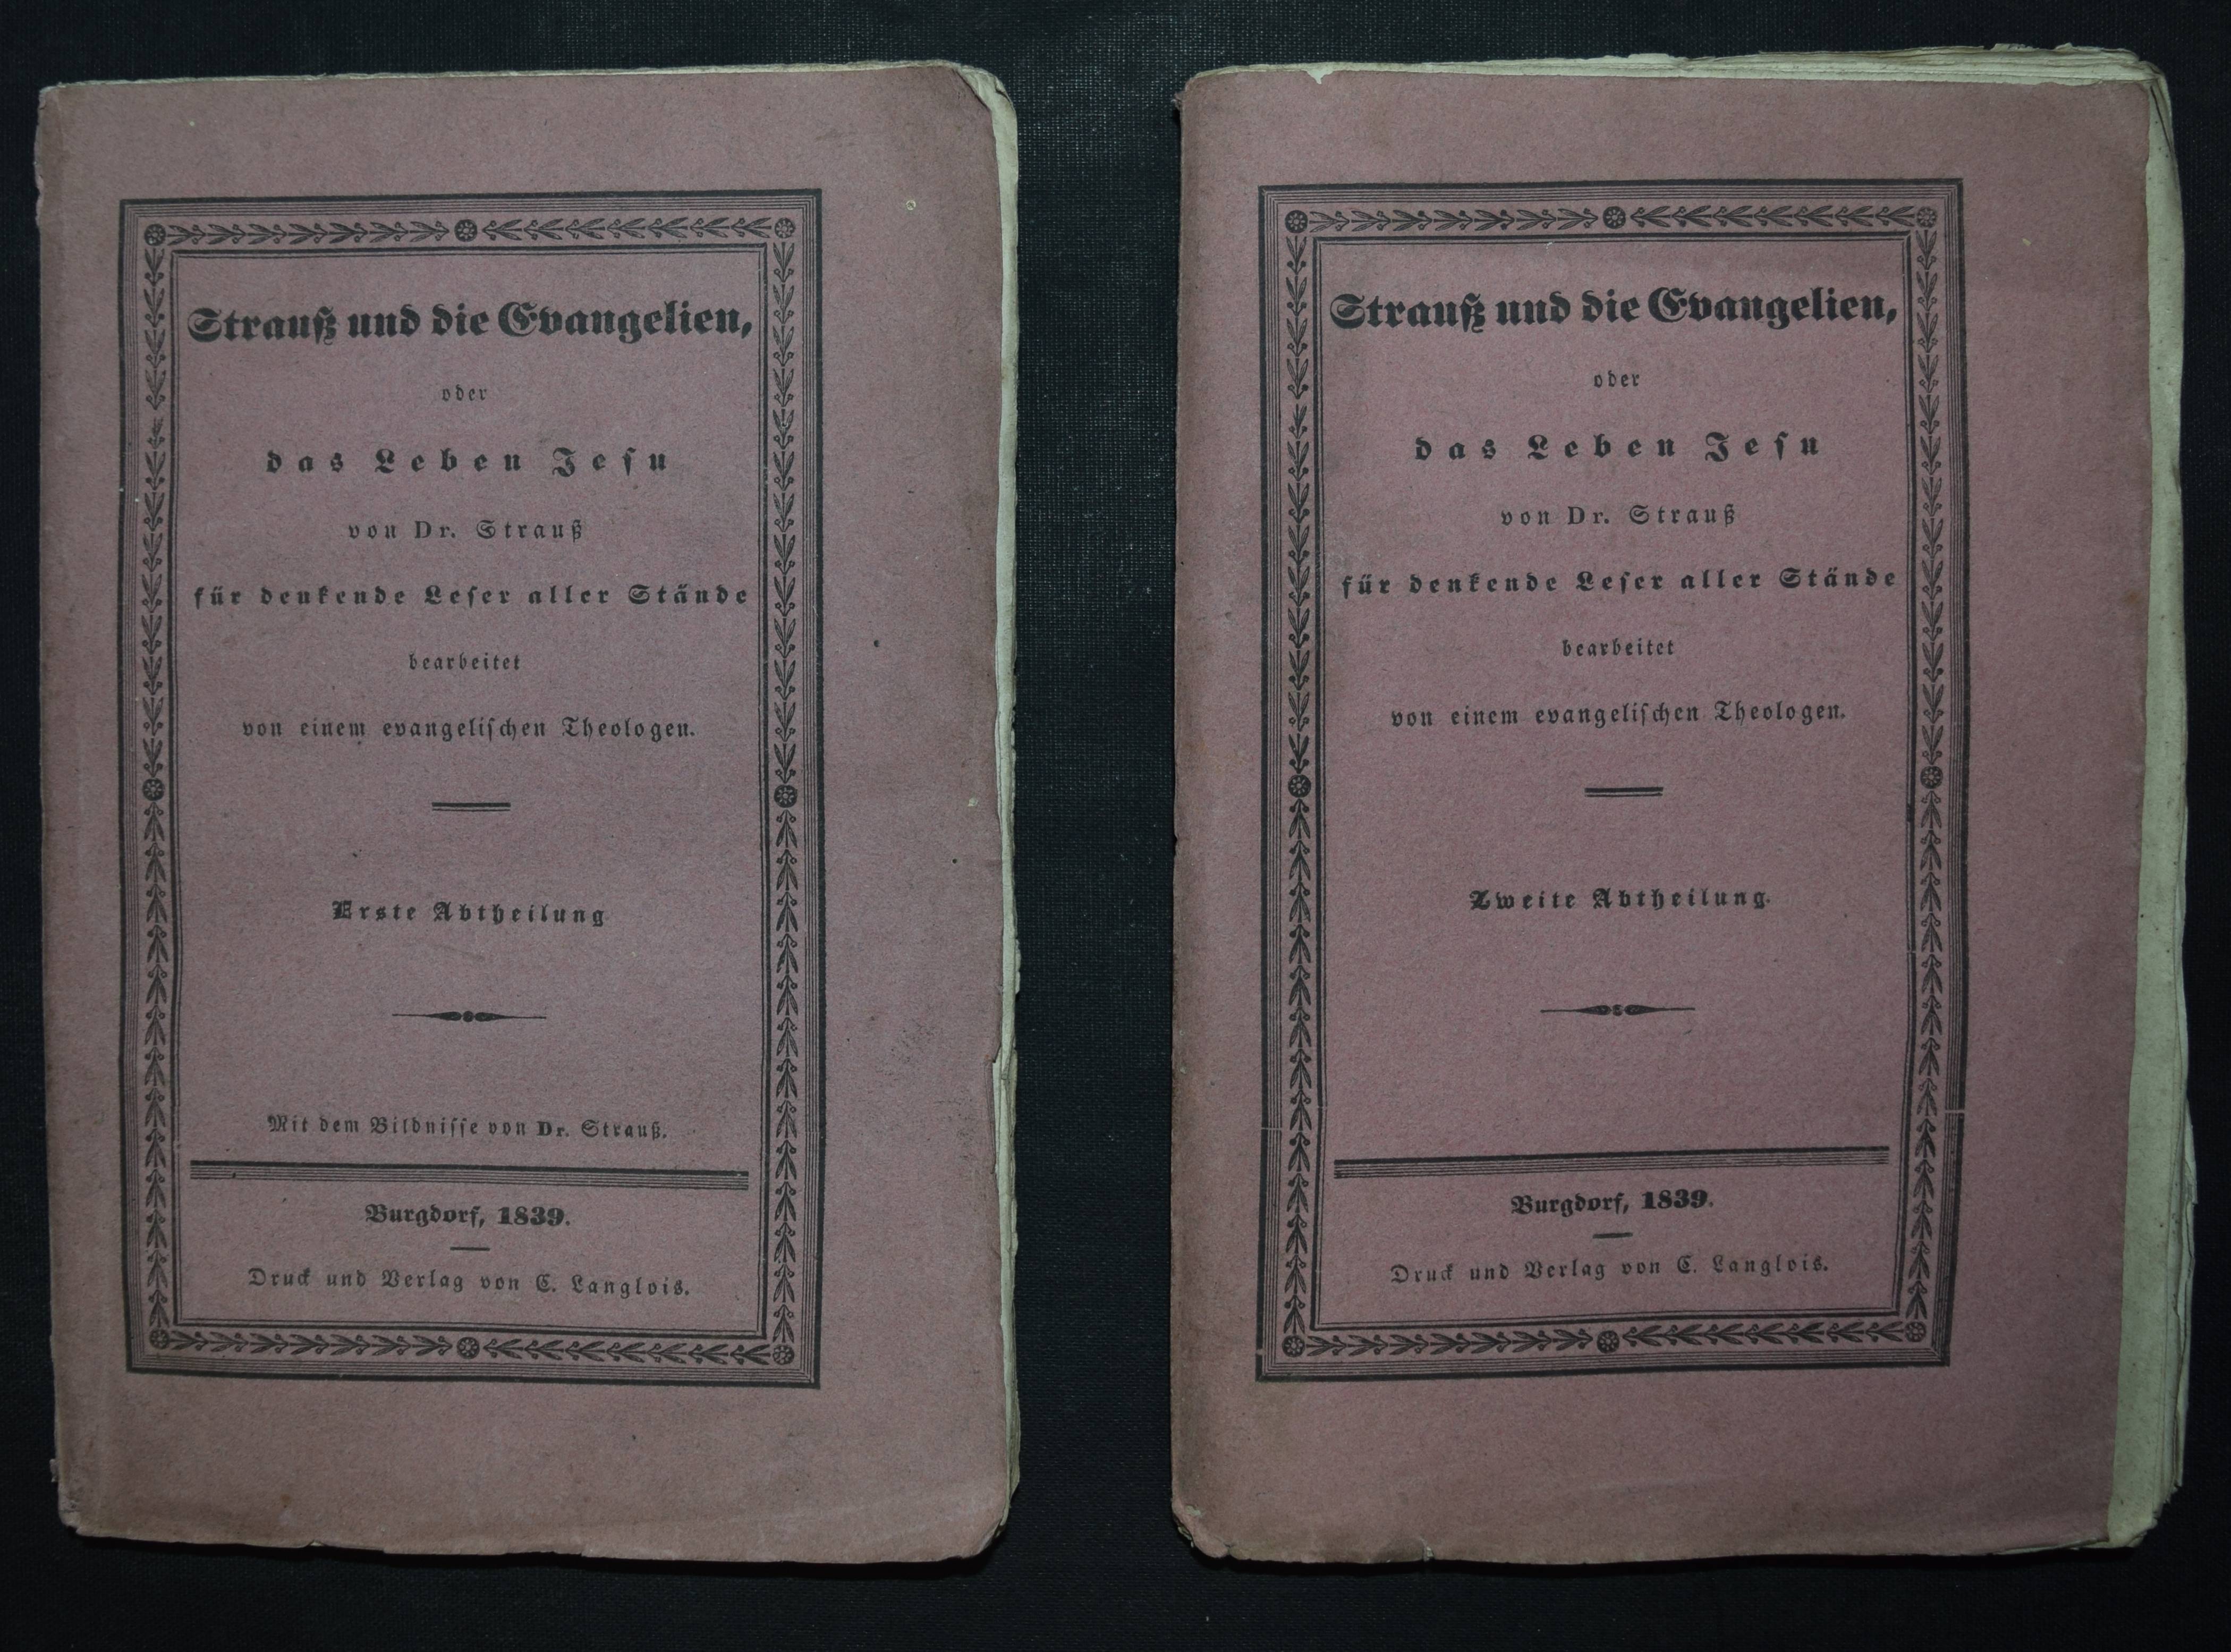 Strauß und die Evangelien,
oder
das Leben Jesu
von Dr. Strauß
für denkende Leser aller Stände
bearbeitet
von einem evangelischen Theologen.
Erste Abtheilung
Mit dem Bildnisse von Dr. Strauß.
Burgdorf, 1839.
Druck und Verlag von C. Langlois.
Strauß und die Evangelien,
oder
das Leben Jesu
von Dr. Strauß
für denkende Leser aller Stände
bearbeitet
von einem evangelischen Theologen.
Zweite Abtheilung.
Burgdorf, 1839.
Druck und Verlag von C. Langlois.